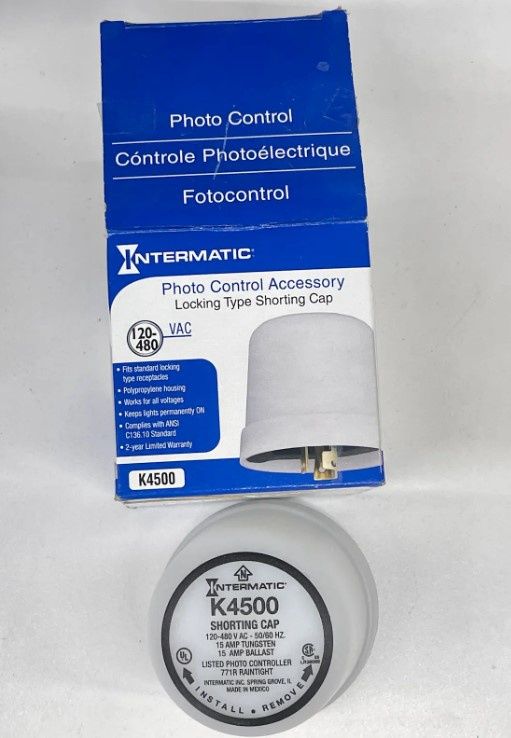 Photo Control
Cóntrole Photoélectrique
Fotocontrol
INTERMATIC®
Photo Control Accessory
Locking Type Shorting Cap
120-
480
VAC
• Fits standard locking
type receptacles
• Polypropylene housing
• Works for all voltages
• Keeps lights permanently ON
• Complies with ANSI
C136.10 Standard
• 2-year Limited Warranty
K4500
N
INTERMATIC®
K4500
SHORTING CAP
120-480 V AC - 50/60 HZ.
15 AMP TUNGSTEN
15 AMP BALLAST
UL
LISTED PHOTO CONTROLLER
771R RAINTIGHT
INTERMATIC INC. SPRING GROVE, IL
MADE IN MEXICO
INSTALL • REMOVE